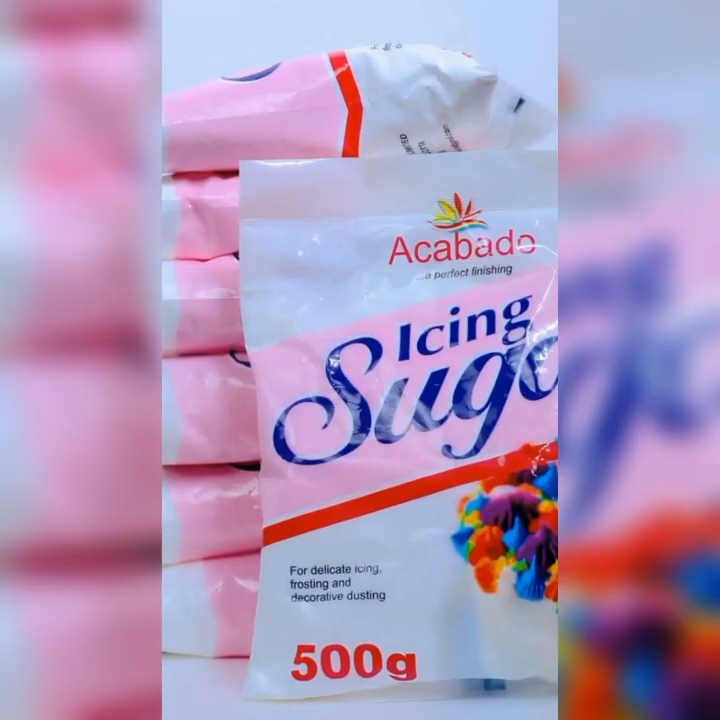 Acabado
...a perfect finishing
Icing
Suga
For delicate icing,
frosting and
decorative dusting
500g